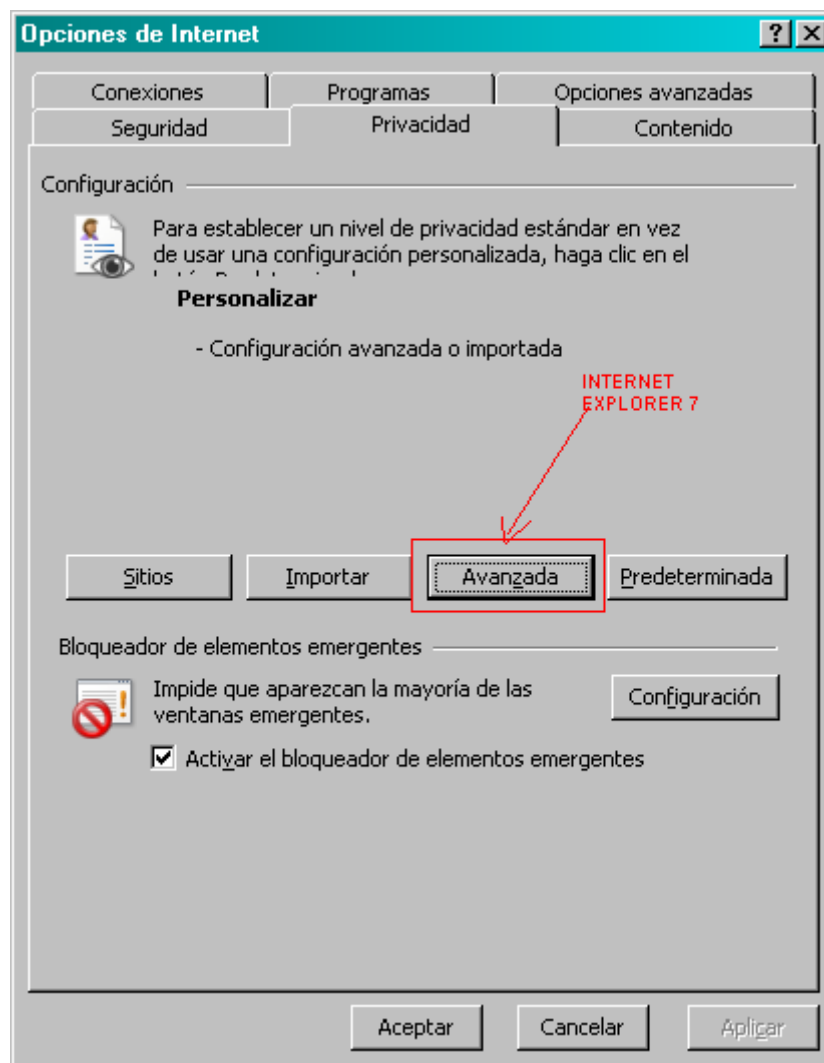 Opciones de Internet
Conexiones
Programas
Opciones avanzadas
Seguridad
Privacidad
Contenido
Configuración
Para establecer un nivel de privacidad estándar en vez
de usar una configuración personalizada, haga clic en el
Personalizar
- Configuración avanzada o importada
INTERNET
EXPLORER 7
Sitios
Importar
Avanzada
Predeterminada
Bloqueador de elementos emergentes
Impide que aparezcan la mayoría de las
ventanas emergentes.
Configuración
Activar el bloqueador de elementos emergentes
Aceptar
Cancelar
Aplicar